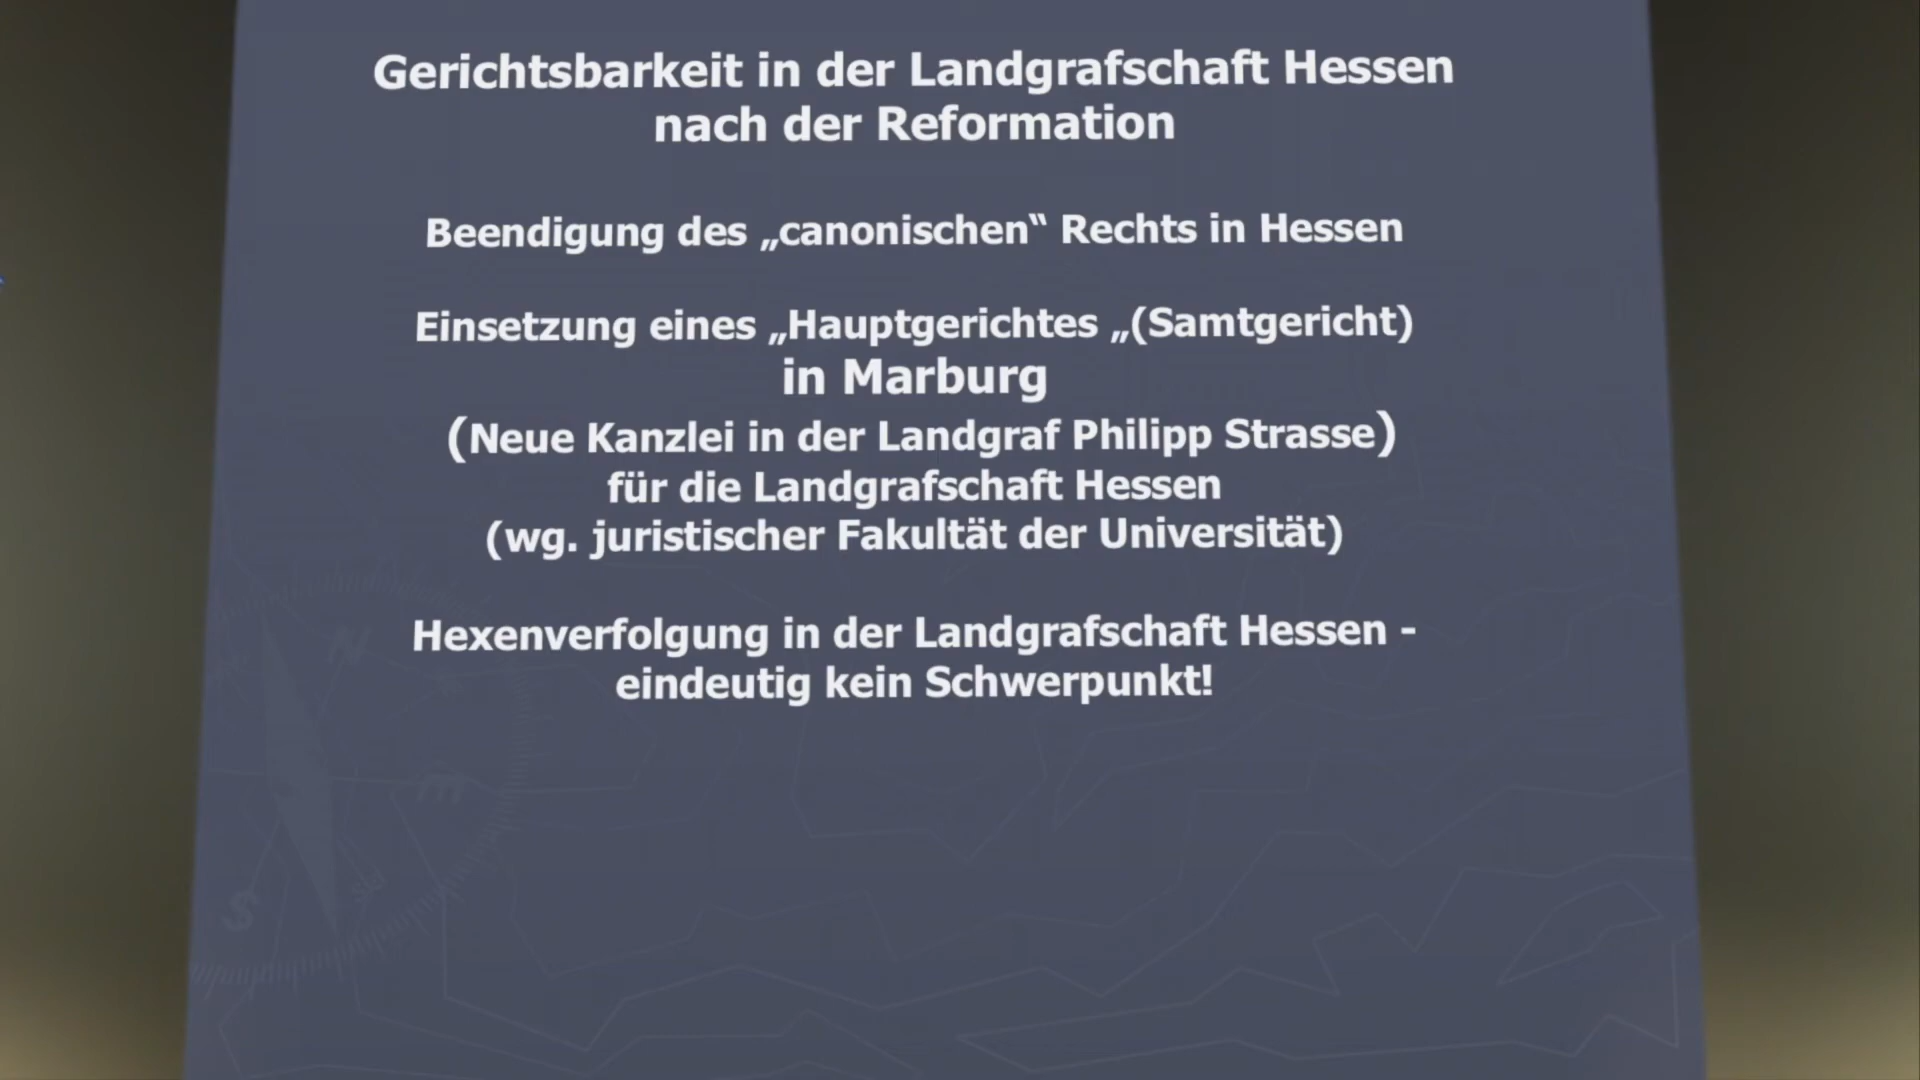 Gerichtsbarkeit in der Landgrafschaft Hessen
nach der Reformation
Beendigung des „canonischen‟ Rechts in Hessen
Einsetzung eines „Hauptgerichtes „(Samtgericht)
in Marburg
(Neue Kanzlei in der Landgraf Philipp Strasse)
für die Landgrafschaft Hessen
(wg. juristischer Fakultät der Universität)
Hexenverfolgung in der Landgrafschaft Hessen -
eindeutig kein Schwerpunkt!
N
E
S